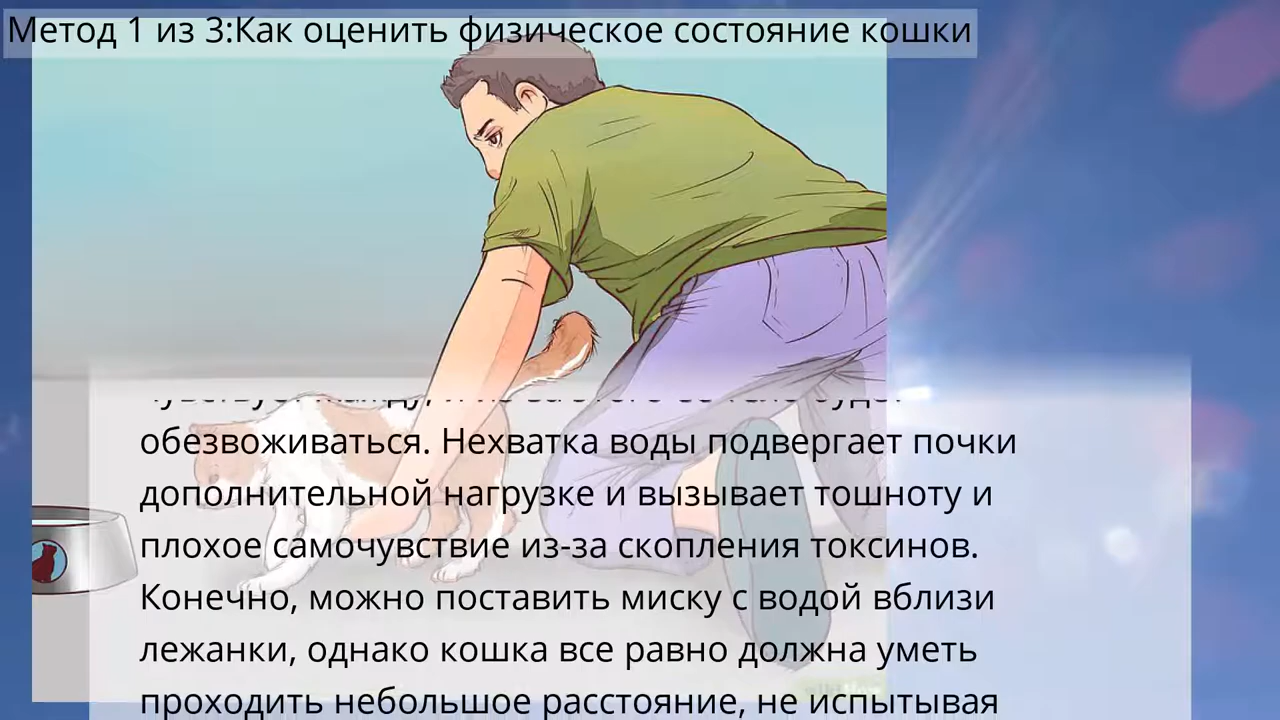 Метод 1 из 3:Как оценить физическое состояние кошки
обезвоживаться. Нехватка воды подвергает почки
дополнительной нагрузке и вызывает тошноту и
плохое самочувствие из-за скопления токсинов.
Конечно, можно поставить миску с водой вблизи
лежанки, однако кошка все равно должна уметь
проходить небольшое расстояние, не испытывая